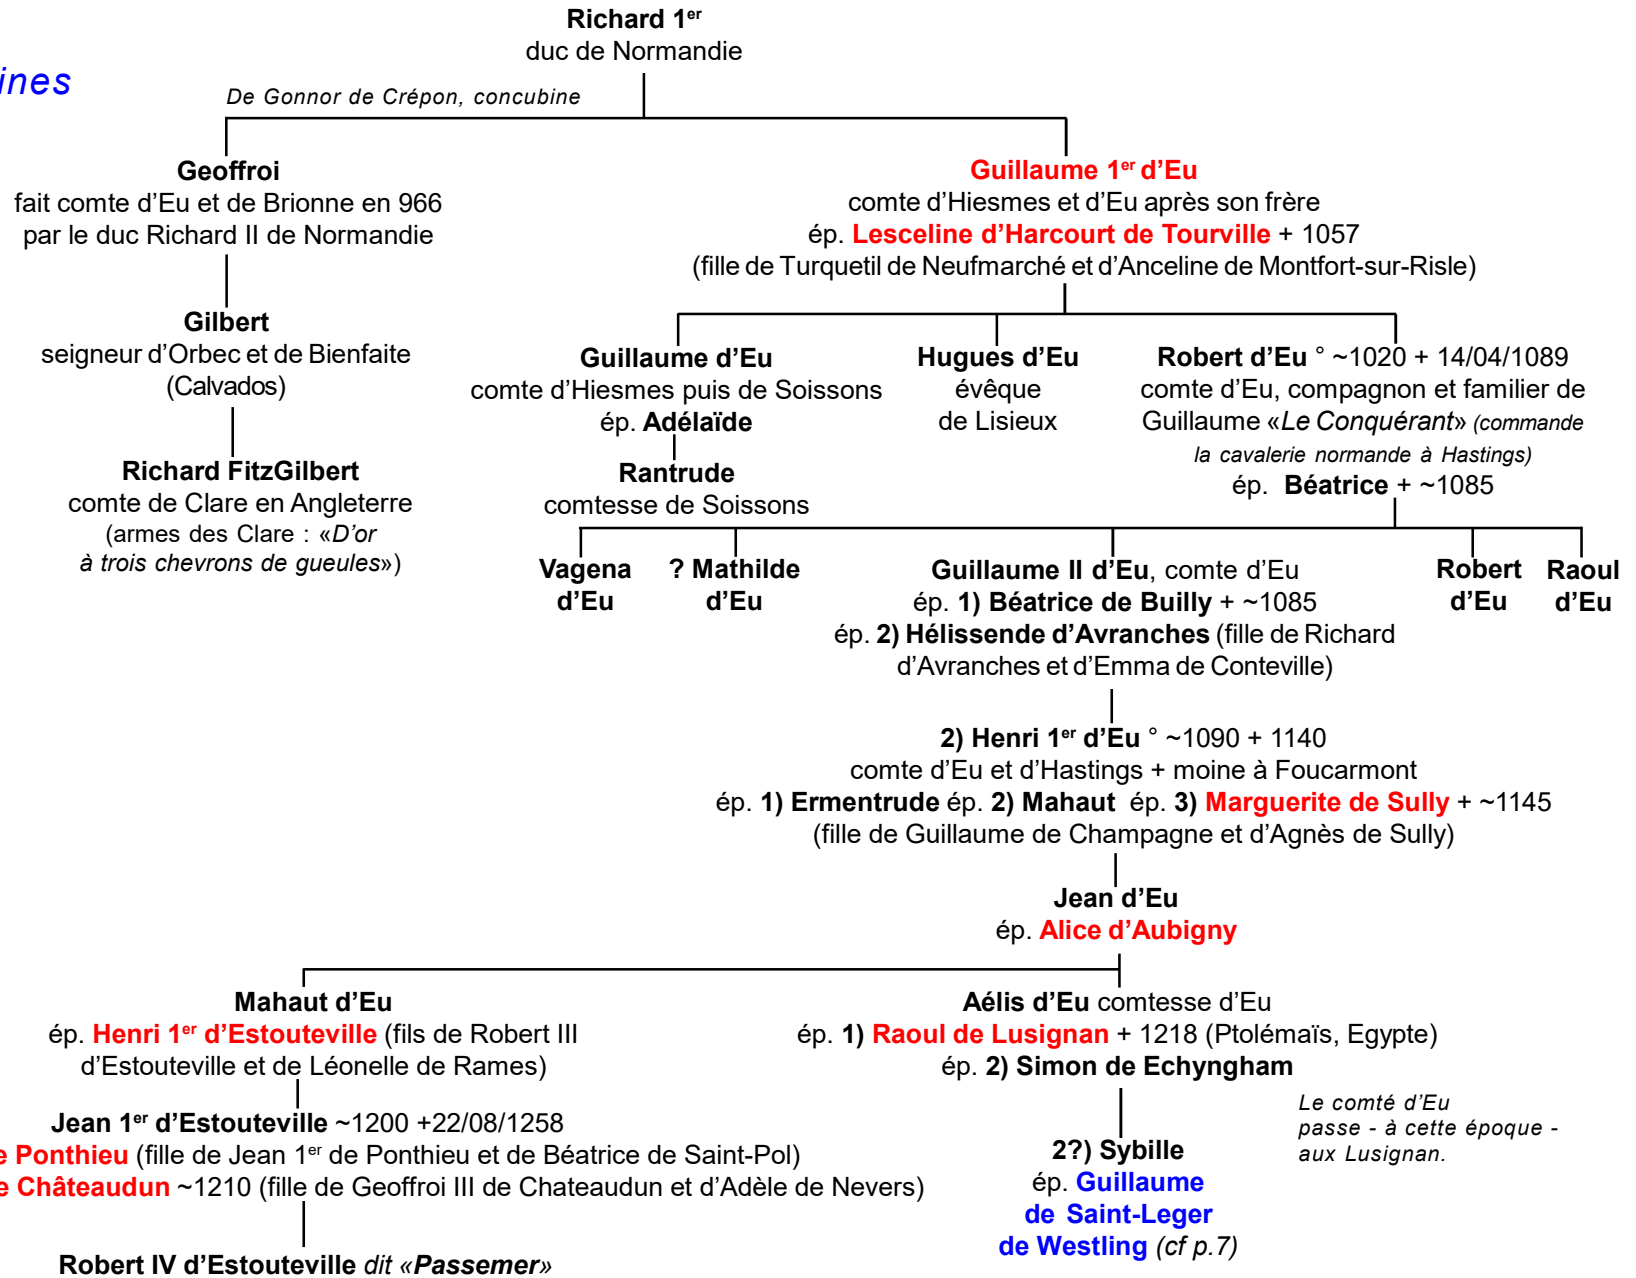 Richard 1er
duc de Normandie
ines
De Gonnor de Crépon, concubine
Geoffroi
fait comte d’Eu et de Brionne en 966
par le duc Richard II de Normandie
Guillaume 1er d’Eu
comte d’Hiesmes et d’Eu après son frère
ép. Lesceline d’Harcourt de Tourville + 1057
(fille de Turquetil de Neufmarché et d’Anceline de Montfort-sur-Risle)
Gilbert
seigneur d’Orbec et de Bienfaite
(Calvados)
Guillaume d’Eu
comte d’Hiesmes puis de Soissons
ép. Adélaïde
Rantrude
comtesse de Soissons
Hugues d’Eu
évêque
de Lisieux
Robert d’Eu ° ~1020 + 14/04/1089
comte d’Eu, compagnon et familier de
Guillaume «Le Conquérant» (commande
la cavalerie normande à Hastings)
ép. Béatrice + ~1085
Richard FitzGilbert
comte de Clare en Angleterre
(armes des Clare : «D’or
à trois chevrons de gueules»)
Vagena
d’Eu
? Mathilde
d’Eu
Guillaume II d’Eu, comte d’Eu
ép. 1) Béatrice de Builly + ~1085
ép. 2) Hélissende d’Avranches (fille de Richard
d’Avranches et d’Emma de Conteville)
Robert
d’Eu
Raoul
d’Eu
2) Henri 1er d’Eu ° ~1090 + 1140
comte d’Eu et d’Hastings + moine à Foucarmont
ép. 1) Ermentrude ép. 2) Mahaut ép. 3) Marguerite de Sully + ~1145
(fille de Guillaume de Champagne et d’Agnès de Sully)
Jean d’Eu
ép. Alice d’Aubigny
Mahaut d’Eu
ép. Henri 1er d’Estouteville (fils de Robert III
d’Estouteville et de Léonelle de Rames)
Aélis d’Eu comtesse d’Eu
ép. 1) Raoul de Lusignan + 1218 (Ptolémaïs, Egypte)
ép. 2) Simon de Echyngham
Jean 1er d’Estouteville ~1200 +22/08/1258
e Ponthieu (fille de Jean 1er de Ponthieu et de Béatrice de Saint-Pol)
e Châteaudun ~1210 (fille de Geoffroi III de Chateaudun et d’Adèle de Nevers)
Le comté d’Eu
passe - à cette époque -
aux Lusignan.
2?) Sybille
ép. Guillaume
de Saint-Leger
de Westling (cf p.7)
Robert IV d’Estouteville dit «Passemer»